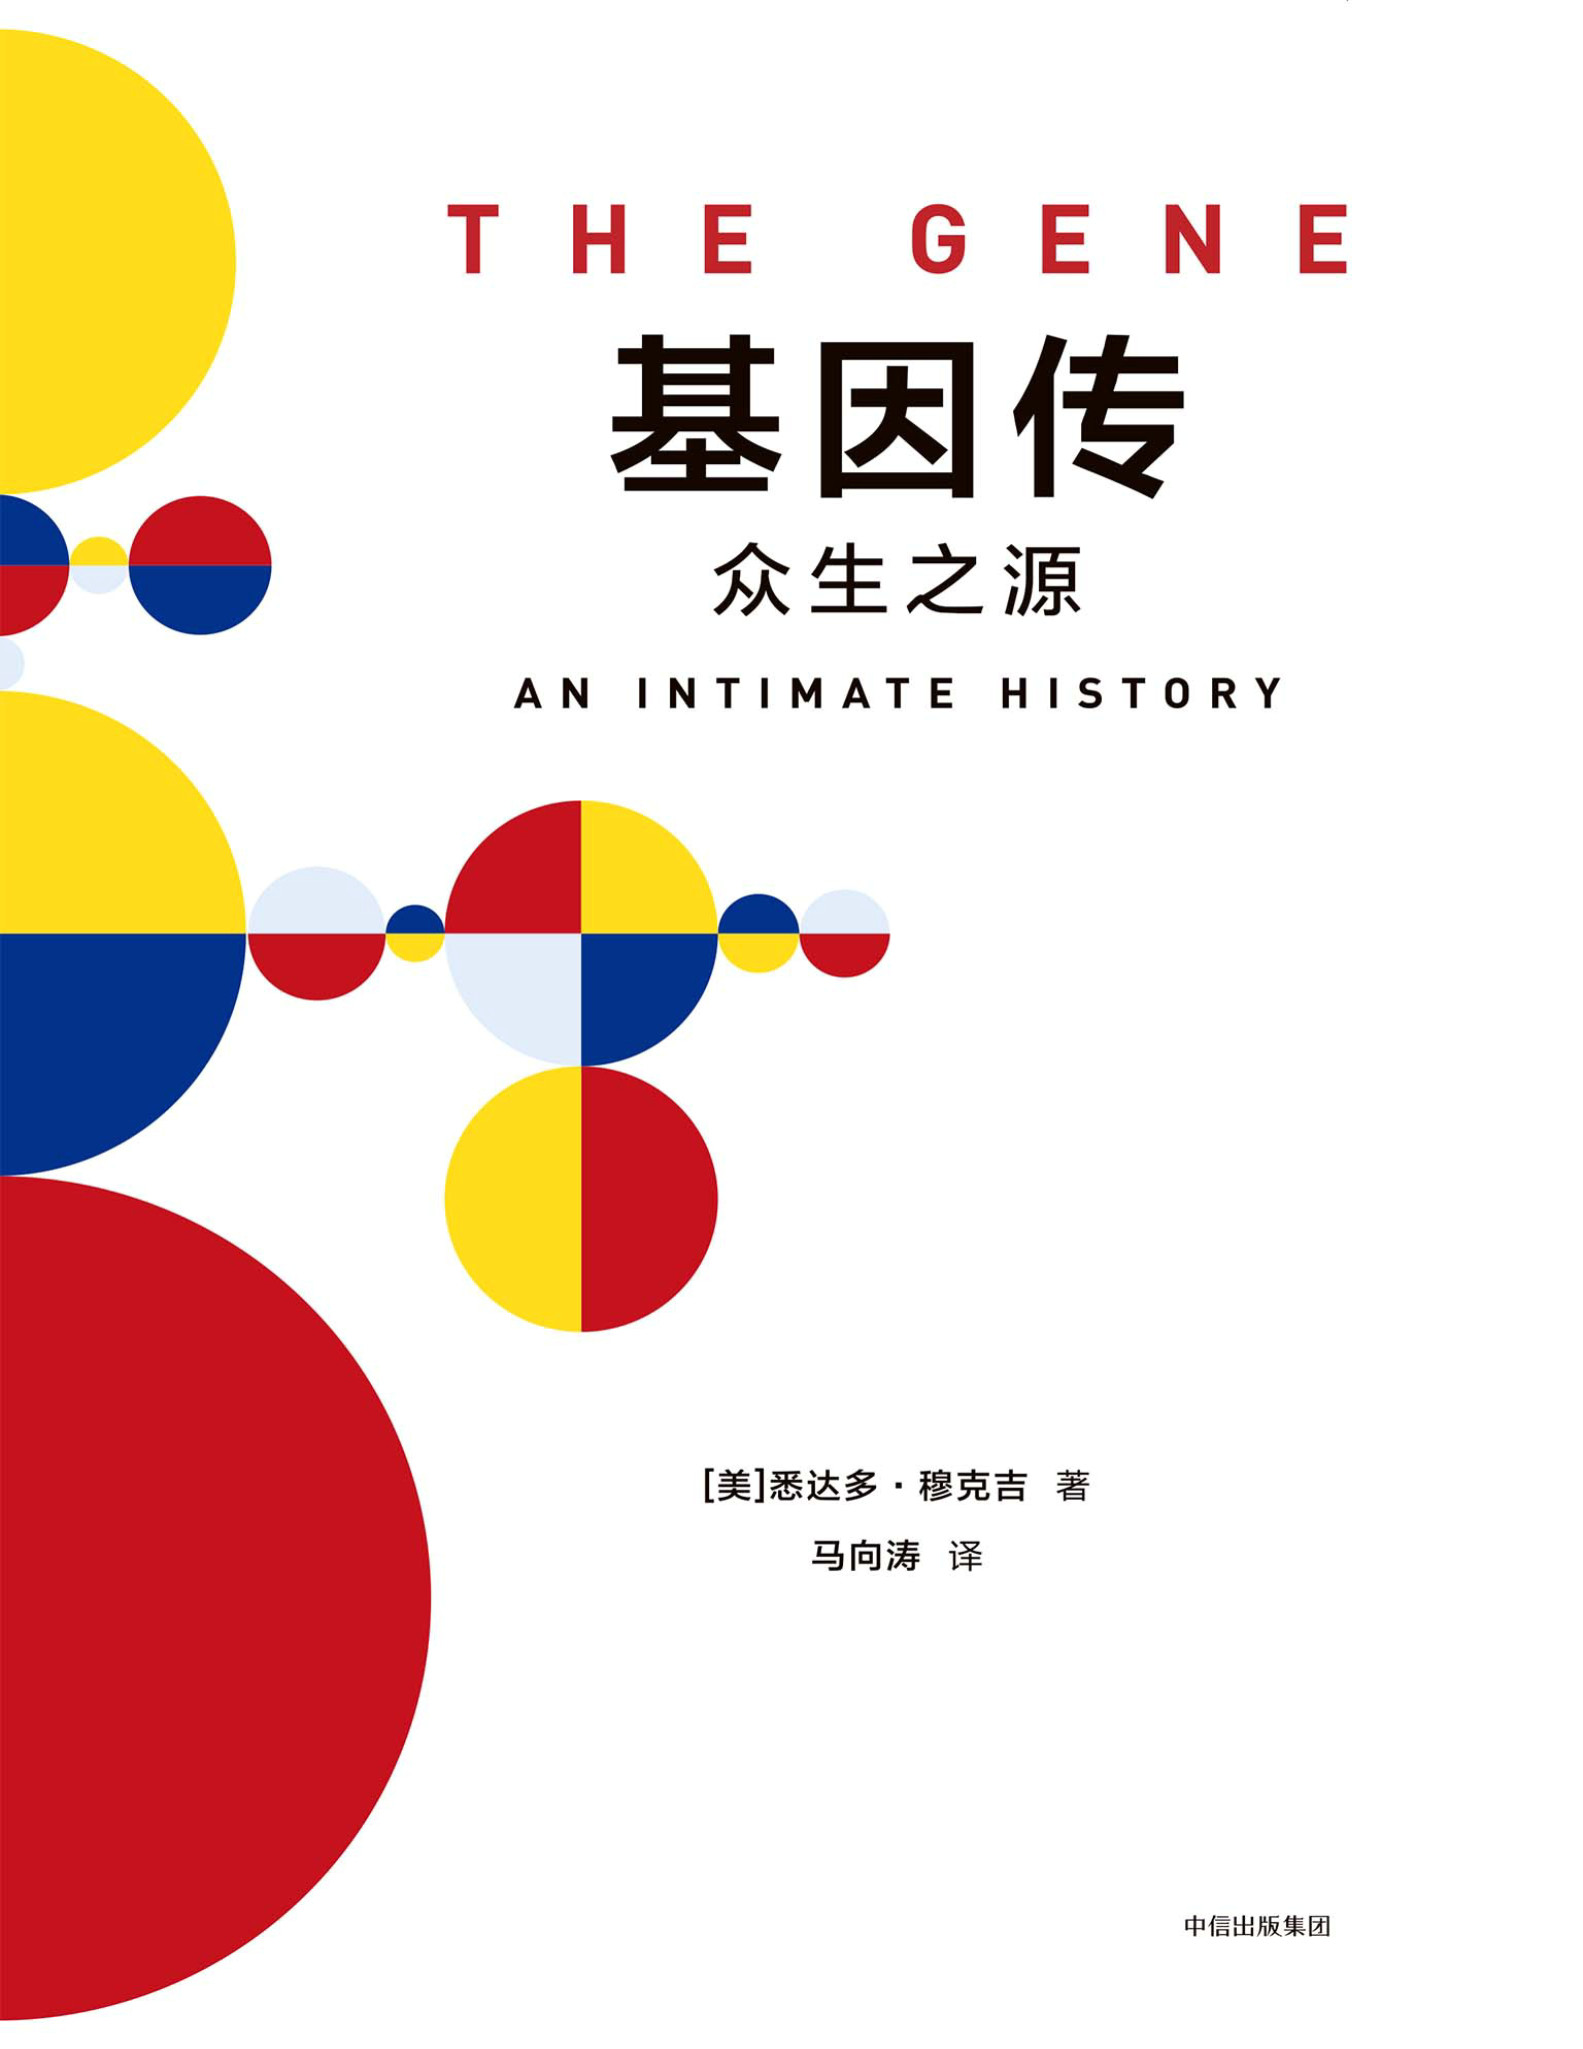 THE GENE
基因传
众生之源
AN INTIMATE HISTORY
[美]悉达多·穆克吉 著
马向涛 译
中信出版集团